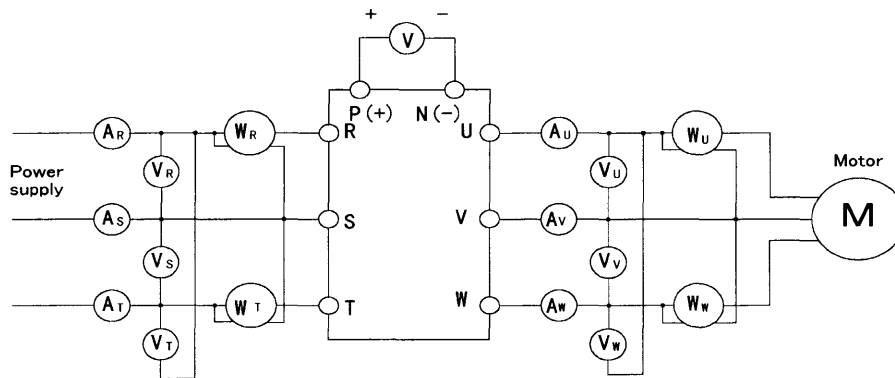 + −
V
P (+) N (−)
AR WR R U AU WU
Motor
Power
supply
VR VU
M
AS S V AV
VS VV
AT WT T W AW WW
VT VW